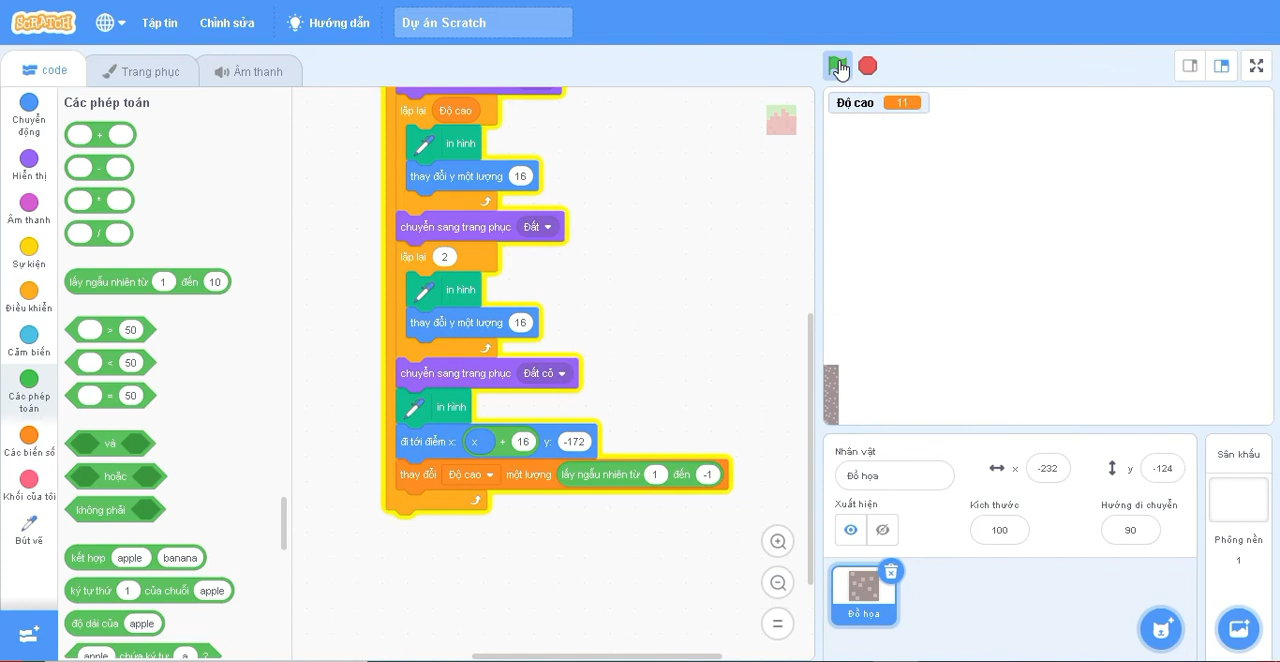 SCRATCH
Tập tin
Chỉnh sửa
Hướng dẫn
Dự án Scratch
code
Trang phục
Âm thanh
Chuyển động
Hiển thị
Âm thanh
Sự kiện
Điều khiển
Cảm biến
Các phép toán
Các biến số
Khối của tôi
Bút vẽ
Các phép toán
+
-
*
/
lấy ngẫu nhiên từ 1 đến 10
> 50
< 50
= 50
và
hoặc
không phải
kết hợp apple banana
ký tự thứ 1 của chuỗi apple
độ dài của apple
apple chứa ký tự a ?
lặp lại Độ cao
in hình
thay đổi y một lượng 16
chuyển sang trang phục Đất
lặp lại 2
in hình
thay đổi y một lượng 16
chuyển sang trang phục Đất cỏ
in hình
đi tới điểm x: x + 16 y: -172
thay đổi Độ cao một lượng lấy ngẫu nhiên từ 1 đến -1
Độ cao 11
Nhân vật
Đồ họa
x -232
y -124
Xuất hiện
Kích thước
100
Hướng di chuyển
90
Đồ họa
Sân khấu
Phông nền
1